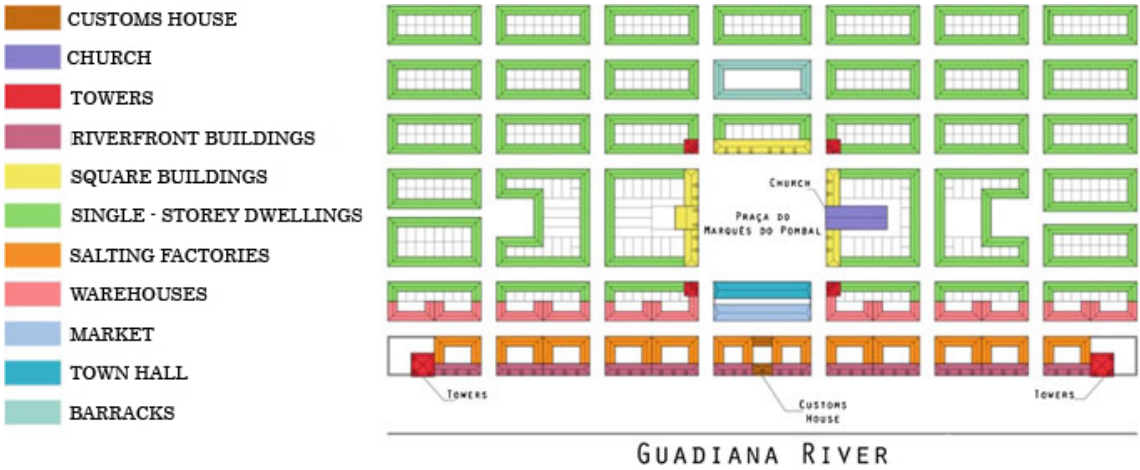 CUSTOMS HOUSE
CHURCH
TOWERS
RIVERFRONT BUILDINGS
SQUARE BUILDINGS
SINGLE - STOREY DWELLINGS
SALTING FACTORIES
WAREHOUSES
MARKET
TOWN HALL
BARRACKS
CHURCH
PRAÇA DO
MARQUÊS DO POMBAL
TOWERS
CUSTOMS
HOUSE
TOWERS
GUADIANA RIVER